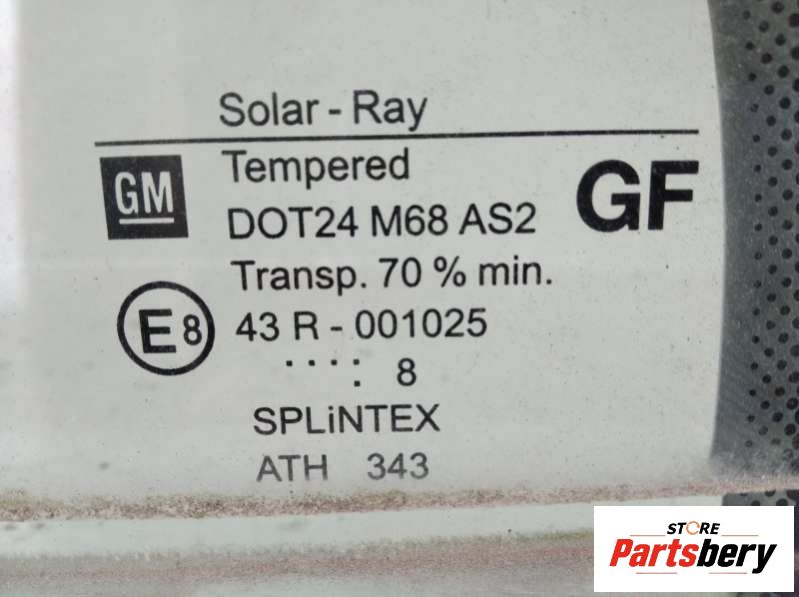 Solar - Ray
GM
Tempered
GF
DOT24 M68 AS2
Transp. 70 % min.
E8
43 R - 001025
....: 8
SPLiNTEX
ATH 343
STORE
Partsbery